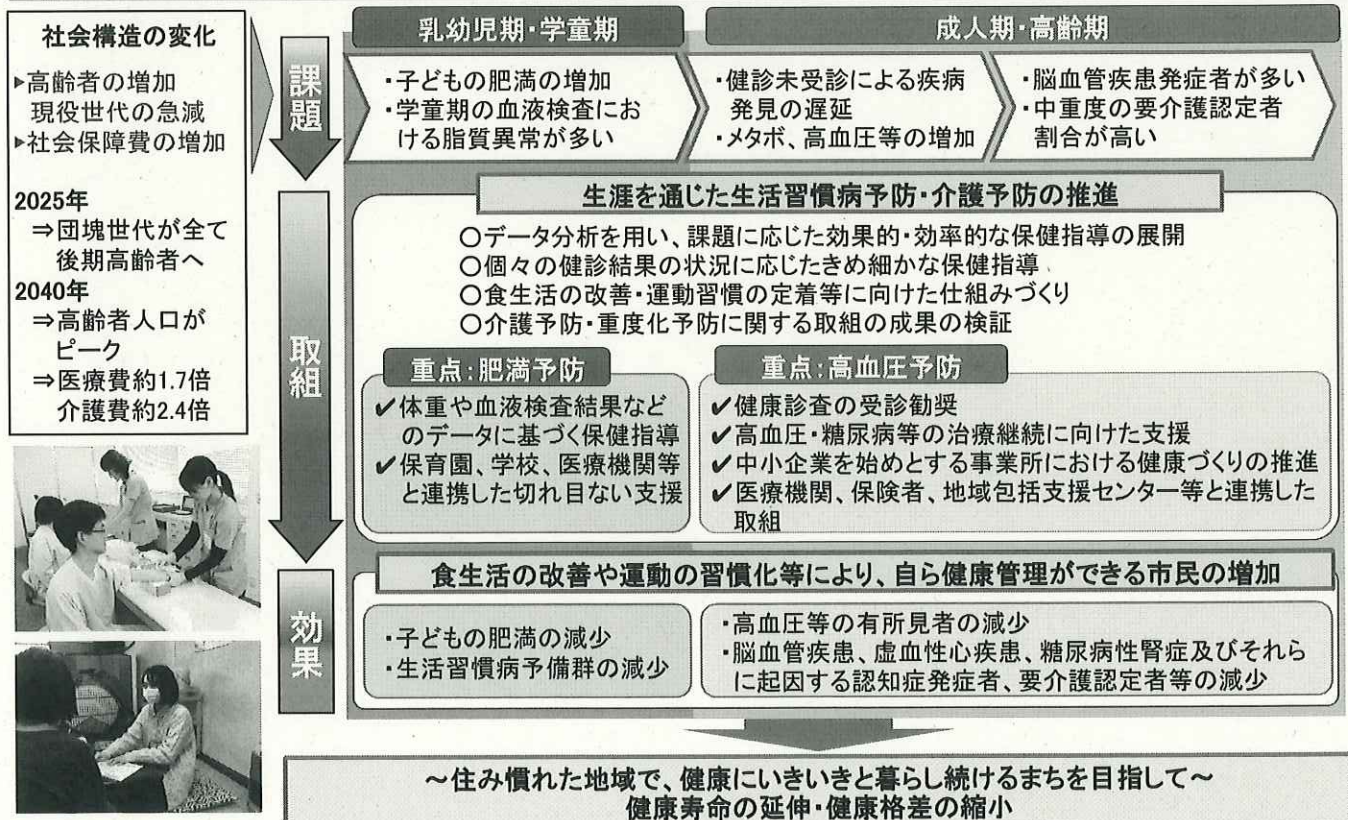 社会構造の変化
▶高齢者の増加
現役世代の急減
▶社会保障費の増加
2025年
⇒団塊世代が全て
後期高齢者へ
2040年
⇒高齢者人口が
ピーク
⇒医療費約1.7倍
介護費約2.4倍
課題
乳幼児期・学童期
成人期・高齢期
・子どもの肥満の増加
・学童期の血液検査にお
ける脂質異常が多い
・健診未受診による疾病
発見の遅延
・メタボ、高血圧等の増加
・脳血管疾患発症者が多い
・中重度の要介護認定者
割合が高い
取組
生涯を通じた生活習慣病予防・介護予防の推進
○データ分析を用い、課題に応じた効果的・効率的な保健指導の展開
○個々の健診結果の状況に応じたきめ細かな保健指導
○食生活の改善・運動習慣の定着等に向けた仕組みづくり
○介護予防・重度化予防に関する取組の成果の検証
重点:肥満予防
✔体重や血液検査結果など
のデータに基づく保健指導
✔保育園、学校、医療機関等
と連携した切れ目ない支援
重点:高血圧予防
✔健康診査の受診勧奨
✔高血圧・糖尿病等の治療継続に向けた支援
✔中小企業を始めとする事業所における健康づくりの推進
✔医療機関、保険者、地域包括支援センター等と連携した
取組
効果
食生活の改善や運動の習慣化等により、自ら健康管理ができる市民の増加
・子どもの肥満の減少
・生活習慣病予備群の減少
・高血圧等の有所見者の減少
・脳血管疾患、虚血性心疾患、糖尿病性腎症及びそれら
に起因する認知症発症者、要介護認定者等の減少
～住み慣れた地域で、健康にいきいきと暮らし続けるまちを目指して～
健康寿命の延伸・健康格差の縮小